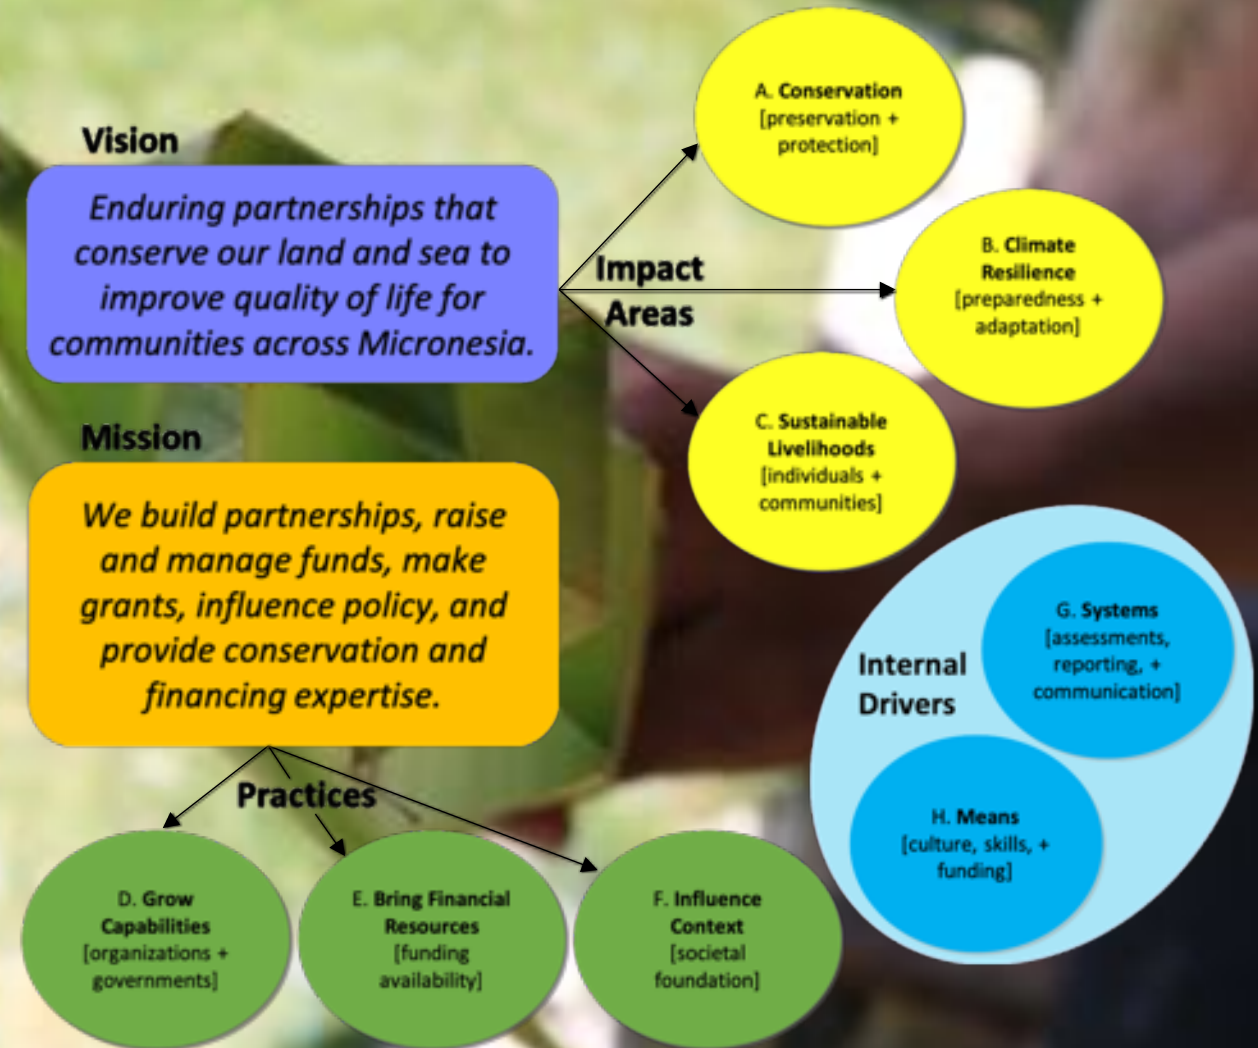 Vision
Enduring partnerships that
conserve our land and sea to
improve quality of life for
communities across Micronesia.
Impact
Areas
A. Conservation
[preservation +
protection]
B. Climate
Resilience
[preparedness +
adaptation]
C. Sustainable
Livelihoods
[individuals +
communities]
Mission
We build partnerships, raise
and manage funds, make
grants, influence policy, and
provide conservation and
financing expertise.
Practices
D. Grow
Capabilities
[organizations +
governments]
E. Bring Financial
Resources
[funding
availability]
F. Influence
Context
[societal
foundation]
Internal
Drivers
G. Systems
[assessments,
reporting, +
communication]
H. Means
[culture, skills, +
funding]